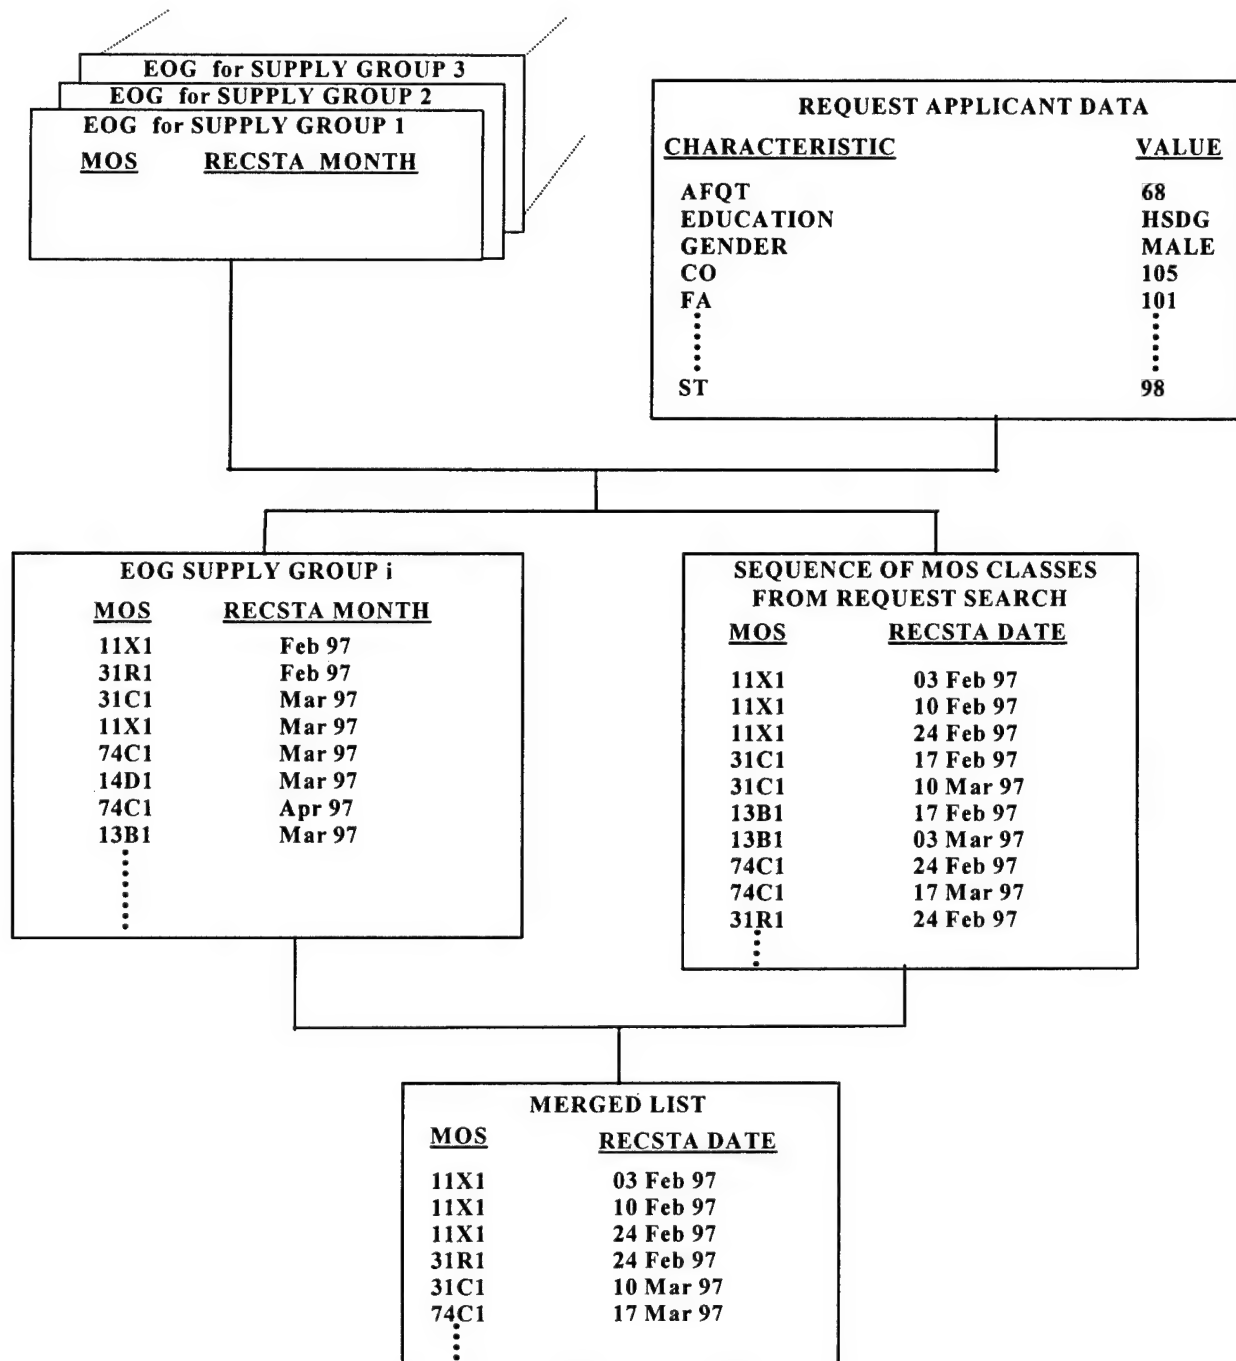 EOG for SUPPLY GROUP 3
EOG for SUPPLY GROUP 2
EOG for SUPPLY GROUP 1
MOS RECSTA MONTH
REQUEST APPLICANT DATA
CHARACTERISTIC VALUE
AFQT 68
EDUCATION HSDG
GENDER MALE
CO 105
FA 101
ST 98
EOG SUPPLY GROUP i
MOS RECSTA MONTH
11X1 Feb 97
31R1 Feb 97
31C1 Mar 97
11X1 Mar 97
74C1 Mar 97
14D1 Mar 97
74C1 Apr 97
13B1 Mar 97
SEQUENCE OF MOS CLASSES
FROM REQUEST SEARCH
MOS RECSTA DATE
11X1 03 Feb 97
11X1 10 Feb 97
11X1 24 Feb 97
31C1 17 Feb 97
31C1 10 Mar 97
13B1 17 Feb 97
13B1 03 Mar 97
74C1 24 Feb 97
74C1 17 Mar 97
31R1 24 Feb 97
MERGED LIST
MOS RECSTA DATE
11X1 03 Feb 97
11X1 10 Feb 97
11X1 24 Feb 97
31R1 24 Feb 97
31C1 10 Mar 97
74C1 17 Mar 97